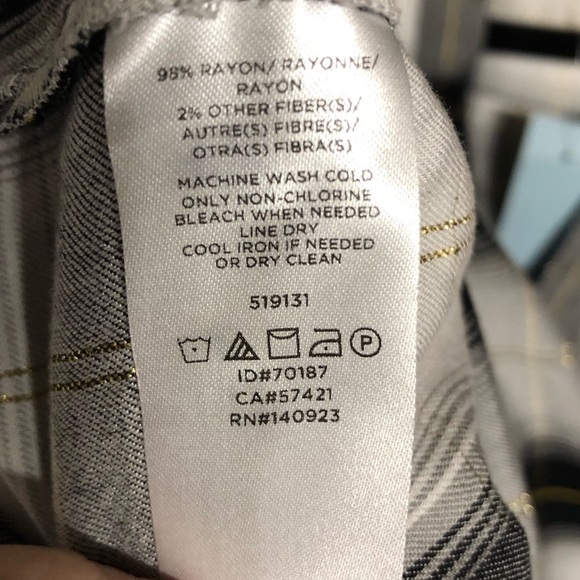 98% RAYON/ RAYONNE/
RAYON
2% OTHER FIBER(S)/
AUTRE(S) FIBRE(S)/
OTRA(S) FIBRA(S)
MACHINE WASH COLD
ONLY NON-CHLORINE
BLEACH WHEN NEEDED
LINE DRY
COOL IRON IF NEEDED
OR DRY CLEAN
519131
P
ID#70187
CA#57421
RN#140923